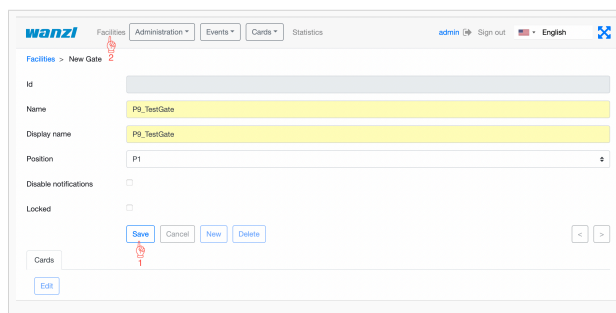 wanzl Facilities Administration Events Cards Statistics admin Sign out English
Facilities > New Gate 2
Id
Name P9_TestGate
Display name P9_TestGate
Position P1
Disable notifications
Locked
Save Cancel New Delete < >
1
Cards
Edit